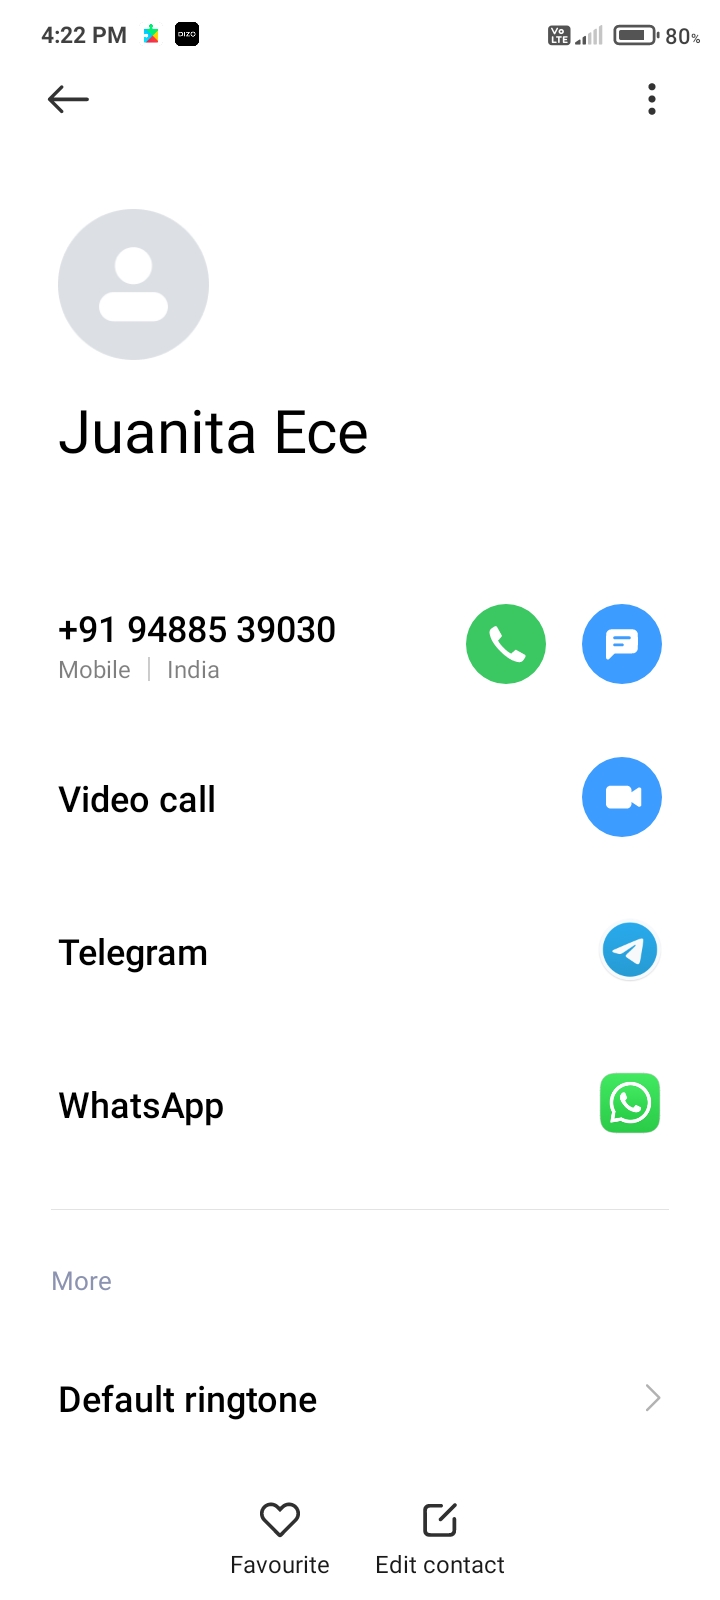 4:22 PM DIZO Vo LTE 80%
Juanita Ece
+91 94885 39030
Mobile | India
Video call
Telegram
WhatsApp
More
Default ringtone
Favourite Edit contact